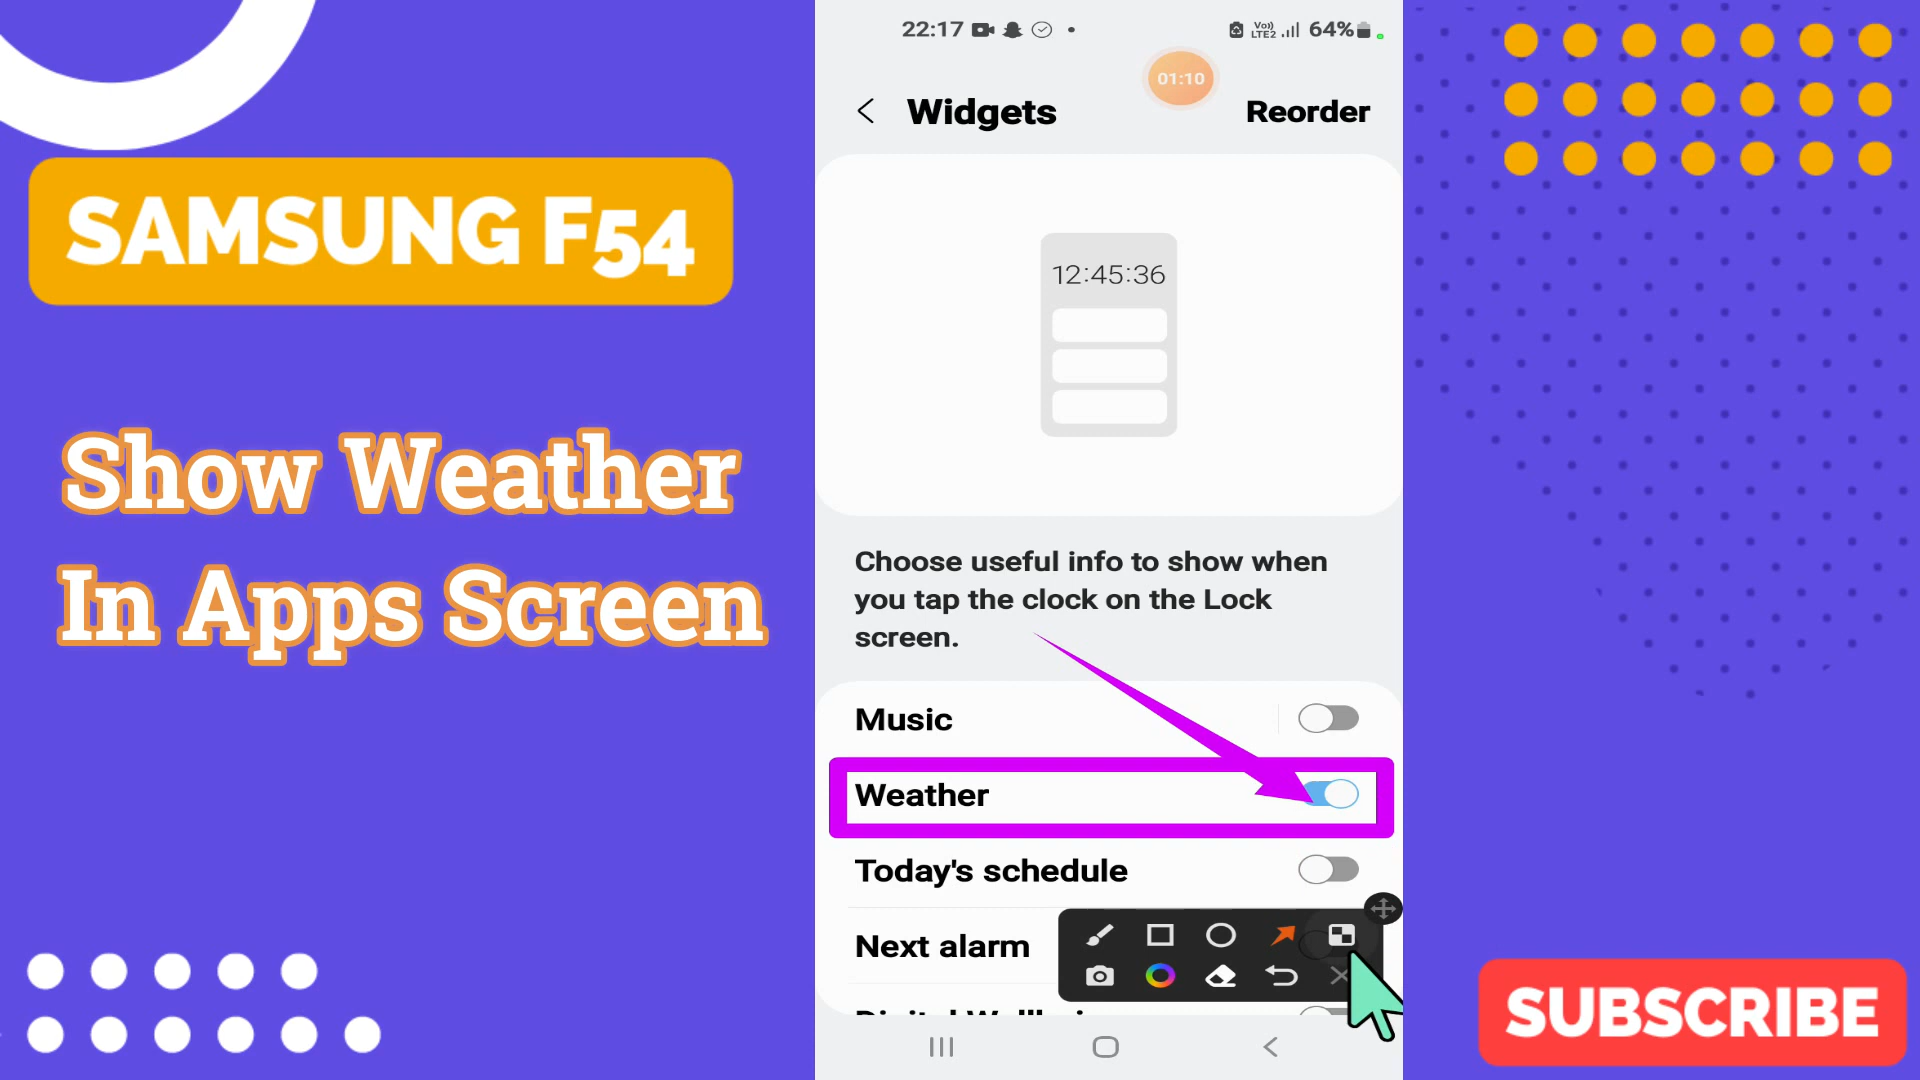 SAMSUNG F54
Show Weather
In Apps Screen
22:17
Vo)) LTE2
64%
01:10
Widgets
Reorder
12:45:36
Choose useful info to show when
you tap the clock on the Lock
screen.
Music
Weather
Today's schedule
Next alarm
SUBSCRIBE